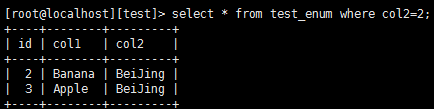 [root@localhost][test]> select * from test_enum where col2=2;
+----+--------+---------+
| id | col1   | col2    |
+----+--------+---------+
|  2 | Banana | BeiJing |
|  3 | Apple  | BeiJing |
+----+--------+---------+